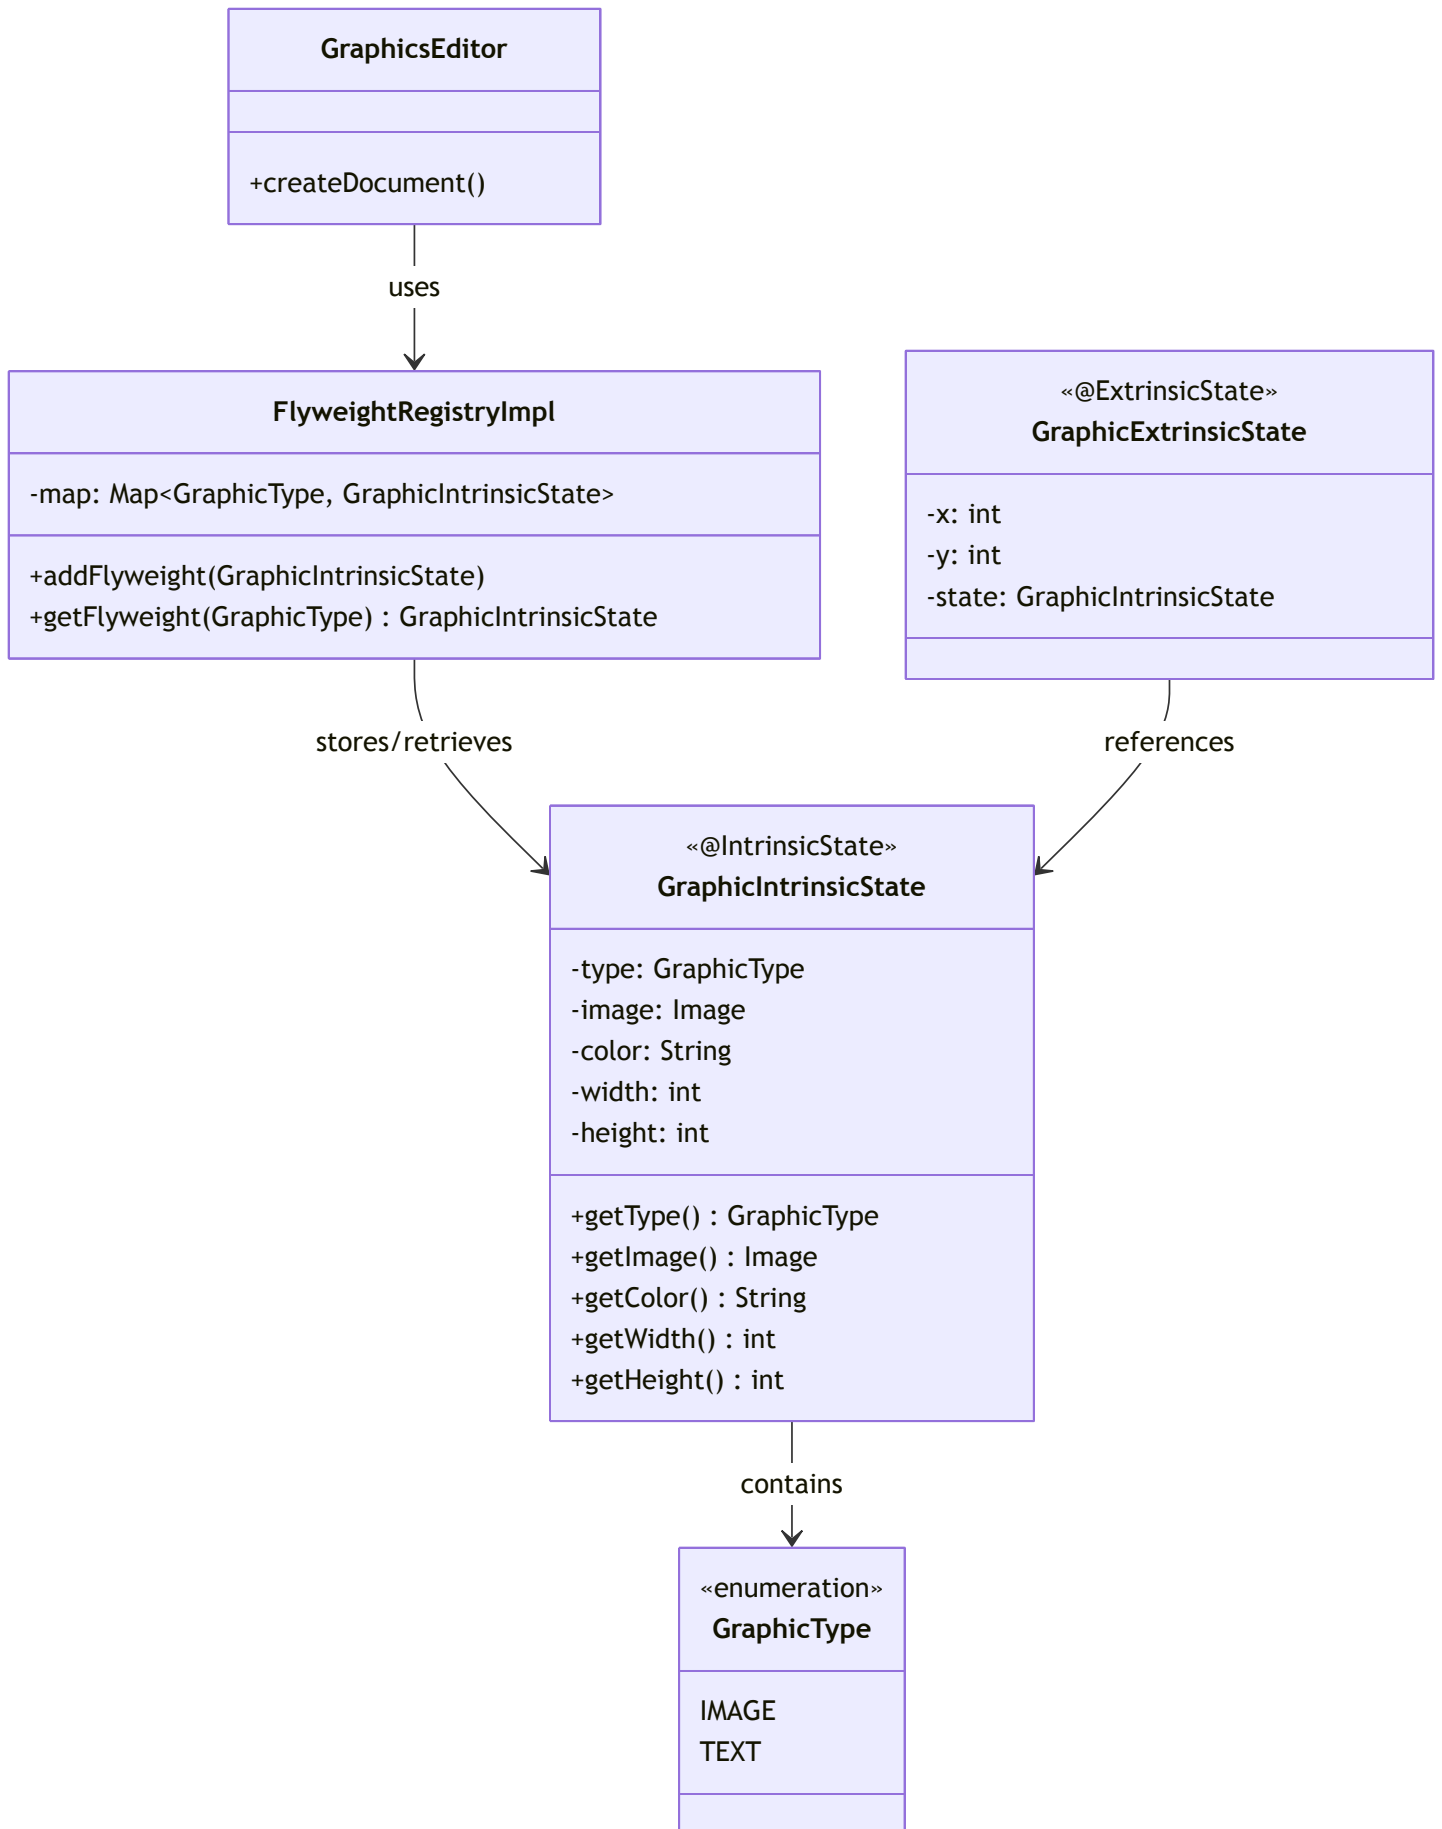 GraphicsEditor
+createDocument()
uses
FlyweightRegistryImpl
-map: Map<GraphicType, GraphicIntrinsicState>
+addFlyweight(GraphicIntrinsicState)
+getFlyweight(GraphicType) : GraphicIntrinsicState
«@ExtrinsicState»
GraphicExtrinsicState
-x: int
-y: int
-state: GraphicIntrinsicState
stores/retrieves
references
«@IntrinsicState»
GraphicIntrinsicState
-type: GraphicType
-image: Image
-color: String
-width: int
-height: int
+getType() : GraphicType
+getImage() : Image
+getColor() : String
+getWidth() : int
+getHeight() : int
contains
«enumeration»
GraphicType
IMAGE
TEXT